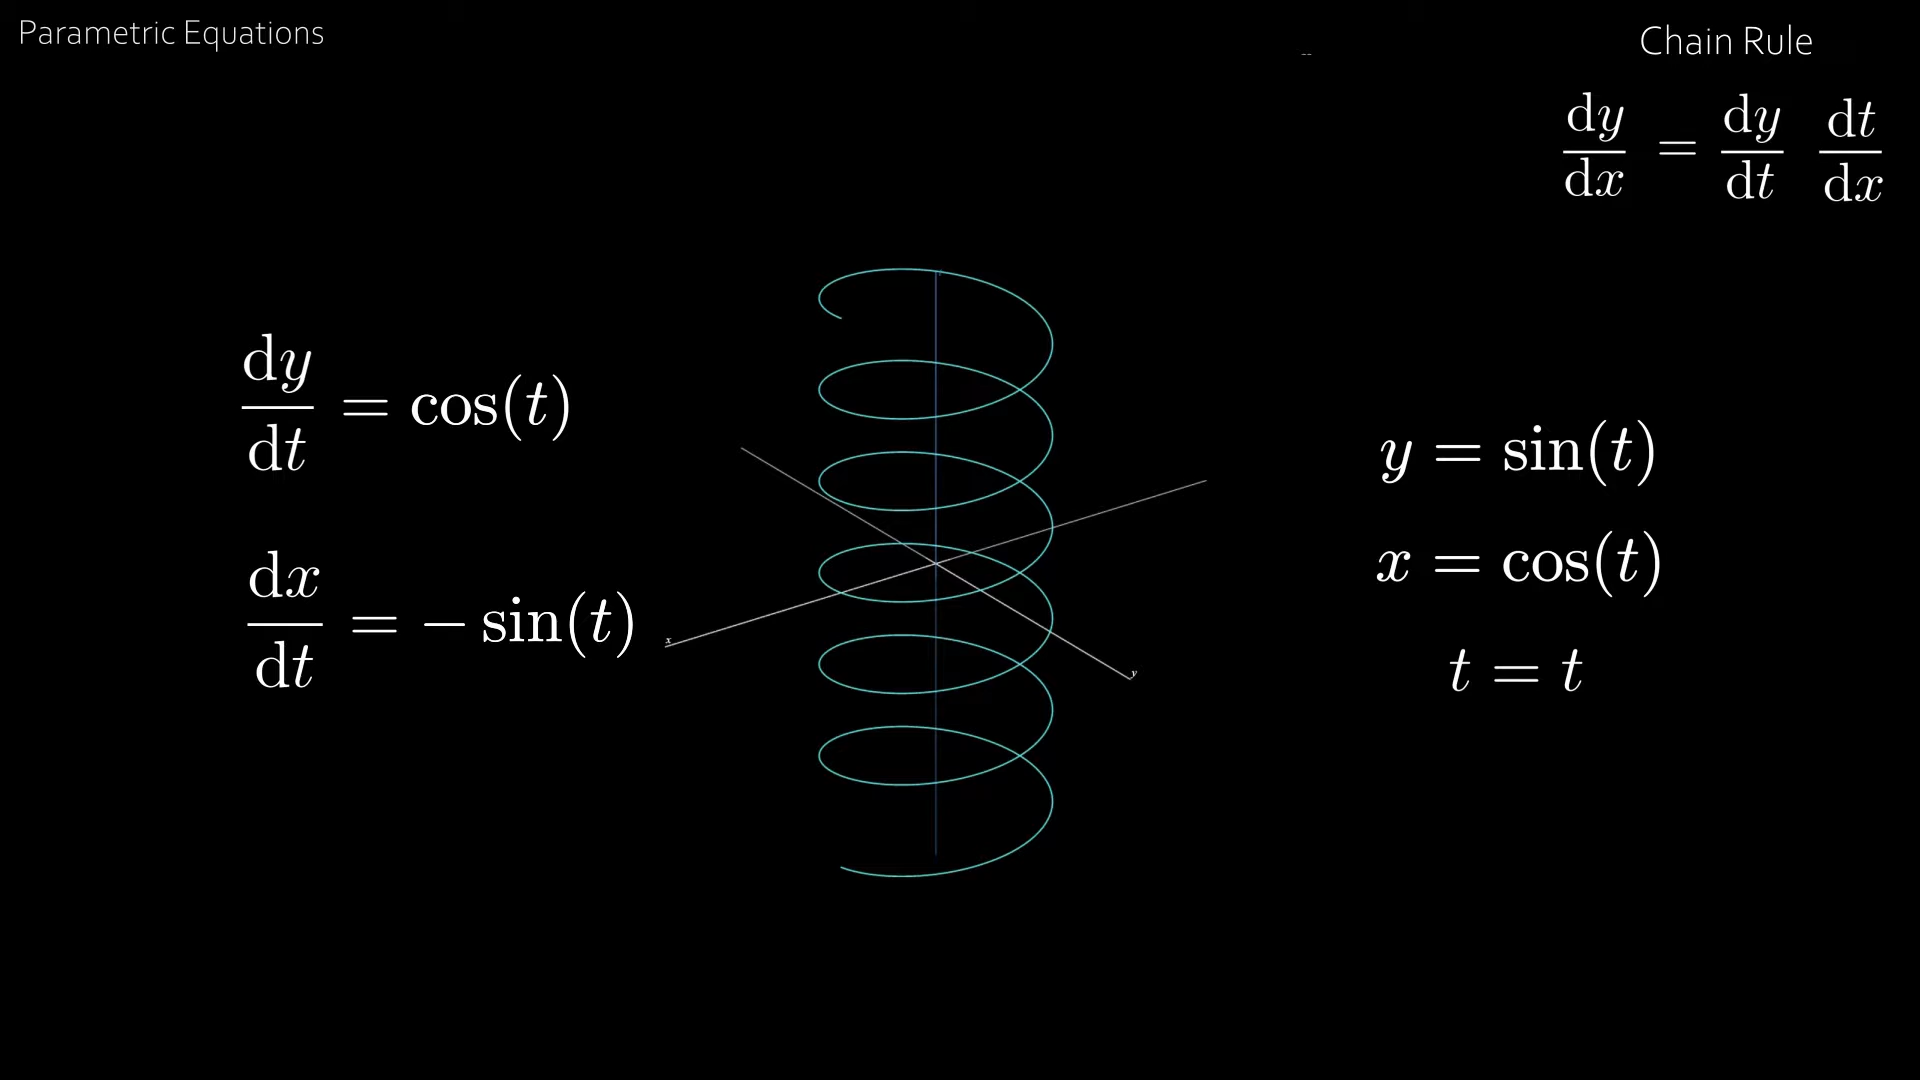 Parametric Equations
Chain Rule
dy/dx = dy/dt dt/dx
dy/dt = cos(t)
dx/dt = − sin(t)
y = sin(t)
x = cos(t)
t = t
x
y